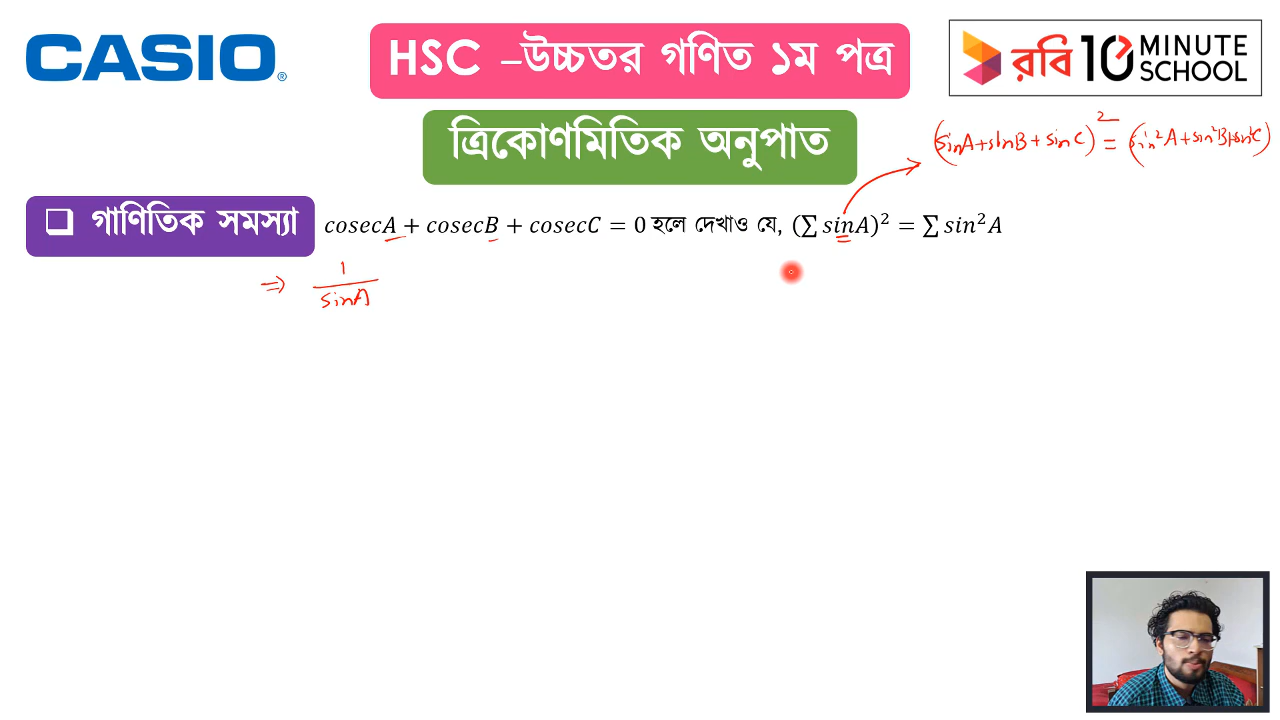 CASIO®
HSC –উচ্চতর গণিত ১ম পত্র
রবি 10 MINUTE SCHOOL
ত্রিকোণমিতিক অনুপাত
(sinA+sinB+sinC)² = (sin²A+sin²B+sin²C)
❑ গাণিতিক সমস্যা
cosecA + cosecB + cosecC = 0 হলে দেখাও যে, (∑ sinA)² = ∑ sin²A
⇒ 1/sinA